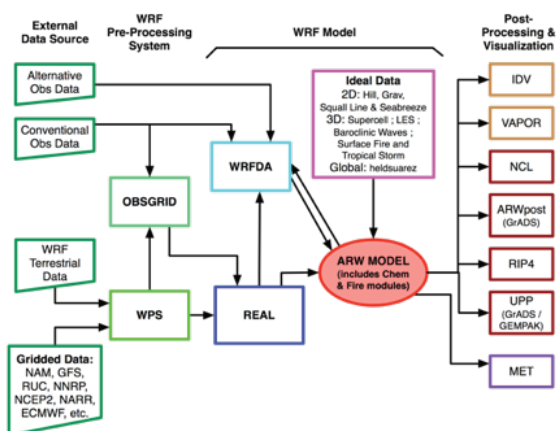 External
Data Source
WRF
Pre-Processing
System
WRF Model
Post-
Processing &
Visualization
Alternative
Obs Data
Conventional
Obs Data
WRF
Terrestrial
Data
Gridded Data:
NAM, GFS,
RUC, NNRP,
NCEP2, NARR,
ECMWF, etc.
OBSGRID
WPS
WRFDA
REAL
Ideal Data
2D: Hill, Grav,
Squall Line & Seabreeze
3D: Supercell ; LES ;
Baroclinic Waves ;
Surface Fire and
Tropical Storm
Global: heldsuarez
ARW MODEL
(includes Chem
& Fire modules)
IDV
VAPOR
NCL
ARWpost
(GrADS)
RIP4
UPP
(GrADS /
GEMPAK)
MET